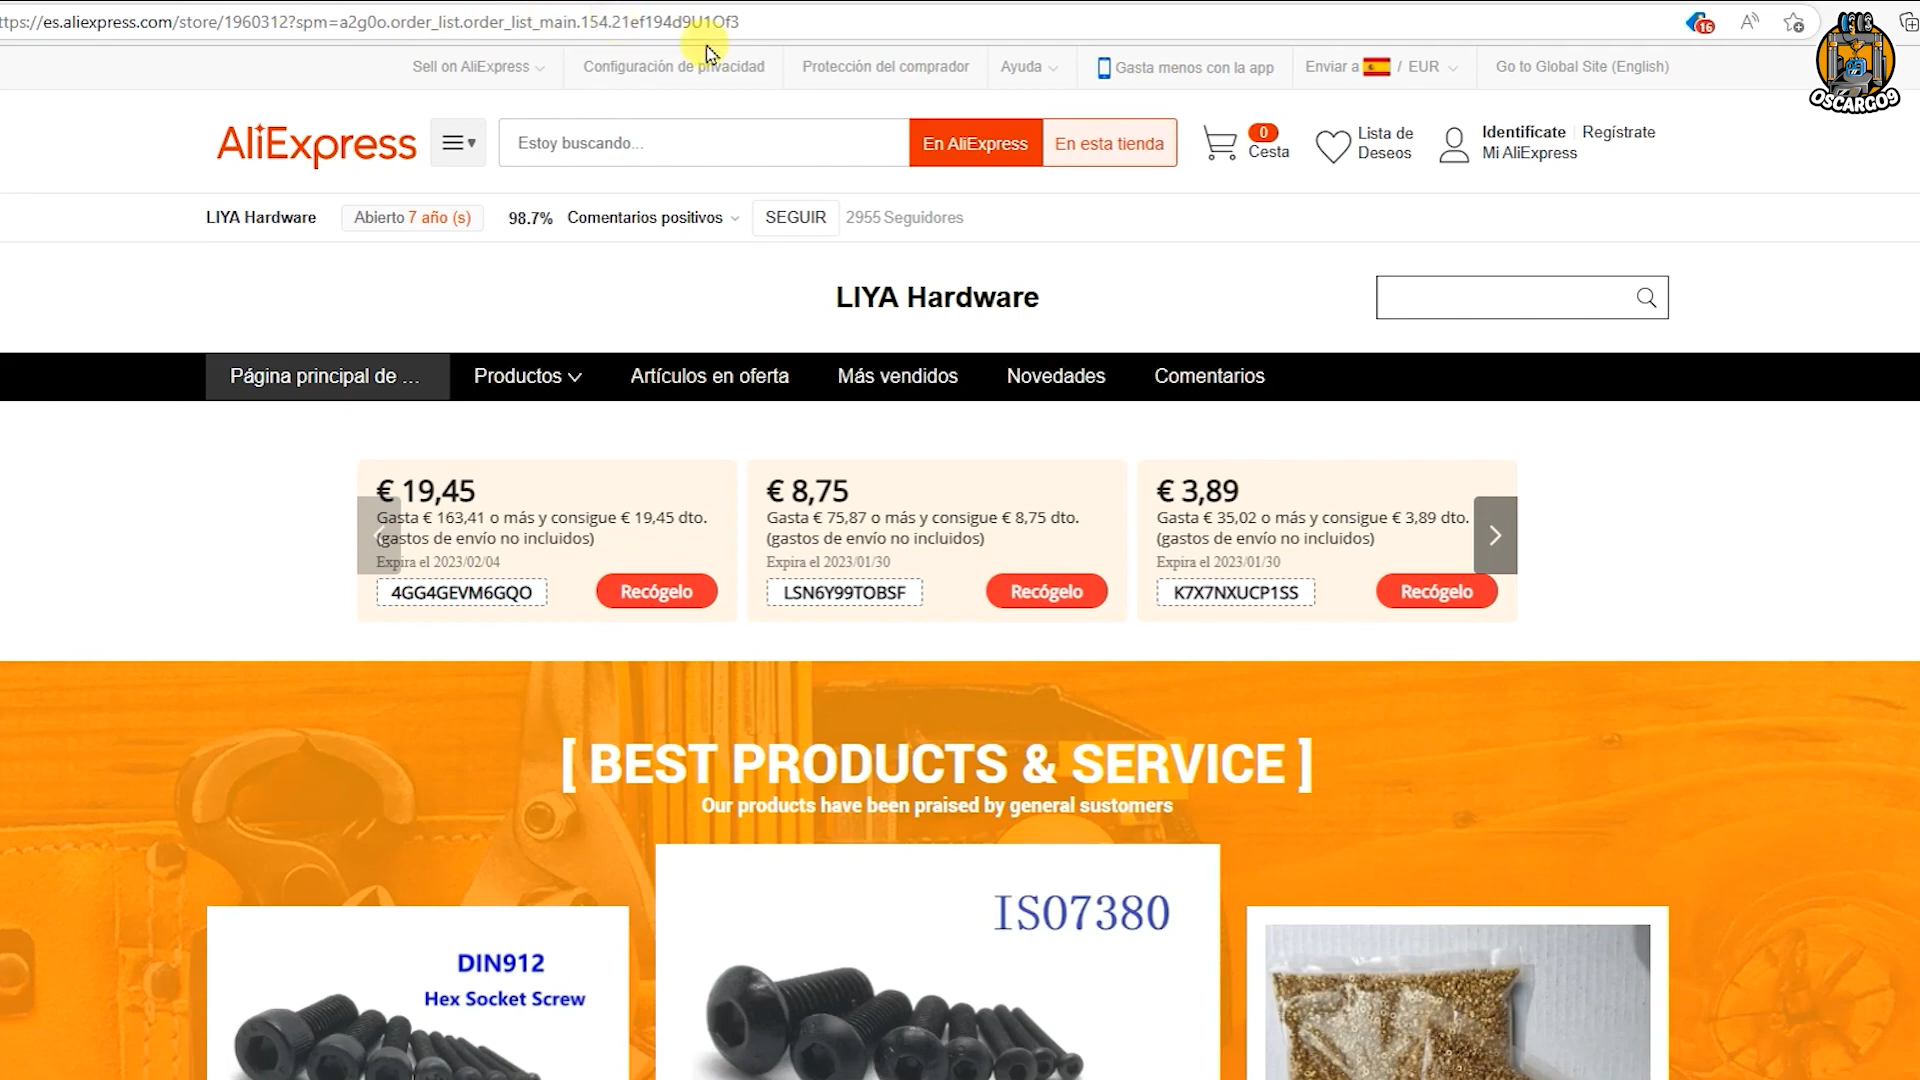 ttps://es.aliexpress.com/store/1960312?spm=a2g0o.order_list.order_list_main.154.21ef194d9U1Of3
16
Sell on AliExpress
Configuración de privacidad
Protección del comprador
Ayuda
Gasta menos con la app
Enviar a / EUR
Go to Global Site (English)
OSCARGO9
AliExpress
Estoy buscando...
En AliExpress
En esta tienda
0
Cesta
Lista de
Deseos
Identifícate
Regístrate
Mi AliExpress
LIYA Hardware
Abierto 7 año (s)
98.7% Comentarios positivos
SEGUIR
2955 Seguidores
LIYA Hardware
Página principal de ...
Productos
Artículos en oferta
Más vendidos
Novedades
Comentarios
€ 19,45
Gasta € 163,41 o más y consigue € 19,45 dto.
(gastos de envío no incluidos)
Expira el 2023/02/04
4GG4GEVM6GQO
Recógelo
€ 8,75
Gasta € 75,87 o más y consigue € 8,75 dto.
(gastos de envío no incluidos)
Expira el 2023/01/30
LSN6Y99TOBSF
Recógelo
€ 3,89
Gasta € 35,02 o más y consigue € 3,89 dto.
(gastos de envío no incluidos)
Expira el 2023/01/30
K7X7NXUCP1SS
Recógelo
[ BEST PRODUCTS & SERVICE ]
Our products have been praised by general sustomers
DIN912
Hex Socket Screw
ISO7380